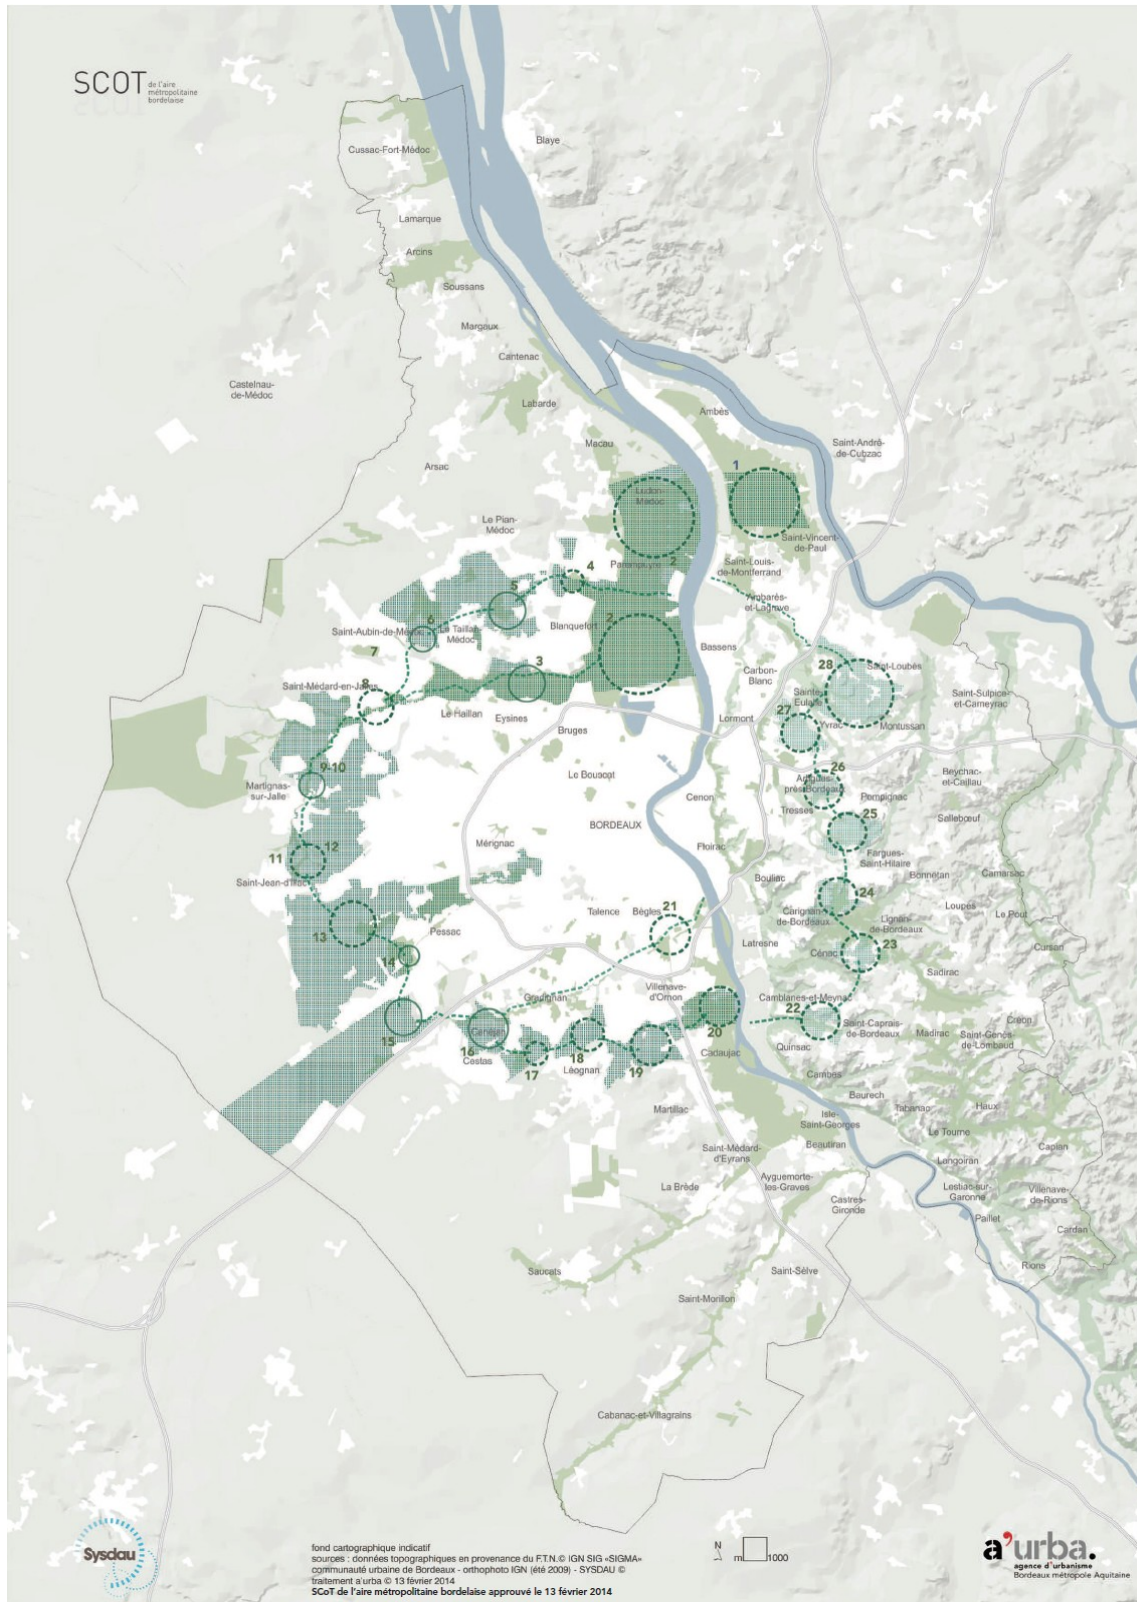 SCOT
de l'aire
métropolitaine
bordelaise
Blaye
Cussac-Fort-Médoc
Lamarque
Arcins
Soussans
Margaux
Cantenac
Castelnau-
de-Médoc
Labarde
Ambès
Macau
Saint-André-
de-Cubzac
Arsac
1
Ludon-
Médoc
Le Pian-
Médoc
Saint-Vincent-
de-Paul
Parempuyre
2
4
Saint-Louis-
de-Montferrand
5
Ambarès-
et-Lagrave
6
Blanquefort
2
Saint-Aubin-de-Médoc
Le Taillan-
Médoc
7
Bassens
3
28
Saint-Loubès
Carbon-
Blanc
Saint-Médard-en-Jalles
8
Sainte-
Eulalie
Saint-Sulpice-
et-Cameyrac
Le Haillan
Eysines
27
Lormont
Yvrac
Montussan
Bruges
9-10
Le Bouscat
26
Martignas-
sur-Jalle
Artigues-
près-Bordeaux
Beychac-
et-Caillau
Cenon
Pompignac
Tresses
25
Salleboeuf
BORDEAUX
Mérignac
12
11
Floirac
Fargues-
Saint-Hilaire
Saint-Jean-d'Illac
Bouliac
24
Bonnetan
Camarsac
21
Talence
Bègles
Carignan-
de-Bordeaux
Loupes
Le Pout
13
Pessac
Lignan-
de-Bordeaux
Latresne
23
Cénac
14
Cursan
Sadirac
Villenave-
d'Ornon
Gradignan
Camblanes-et-Meynac
22
15
Canéjan
20
Saint-Caprais-
de-Bordeaux
Créon
Madirac
Saint-Genès-
de-Lombaud
16
18
19
Quinsac
Cestas
17
Léognan
Cadaujac
Cambes
Baurech
Martillac
Tabanac
Haux
Isle-
Saint-Georges
Le Tourne
Beautiran
Capian
Saint-Médard-
d'Eyrans
Langoiran
Ayguemorte-
les-Graves
La Brède
Lestiac-sur-
Garonne
Villenave-
de-Rions
Castres-
Gironde
Paillet
Cardan
Rions
Saucats
Saint-Selve
Saint-Morillon
Cabanac-et-Villagrains
Sysdau
fond cartographique indicatif
sources : données topographiques en provenance du F.T.N.© IGN SIG «SIGMA»
communauté urbaine de Bordeaux - orthophoto IGN (été 2009) - SYSDAU ©
traitement a'urba © 13 février 2014
SCoT de l'aire métropolitaine bordelaise approuvé le 13 février 2014
N
m 1000
a'urba.
agence d'urbanisme
Bordeaux métropole Aquitaine